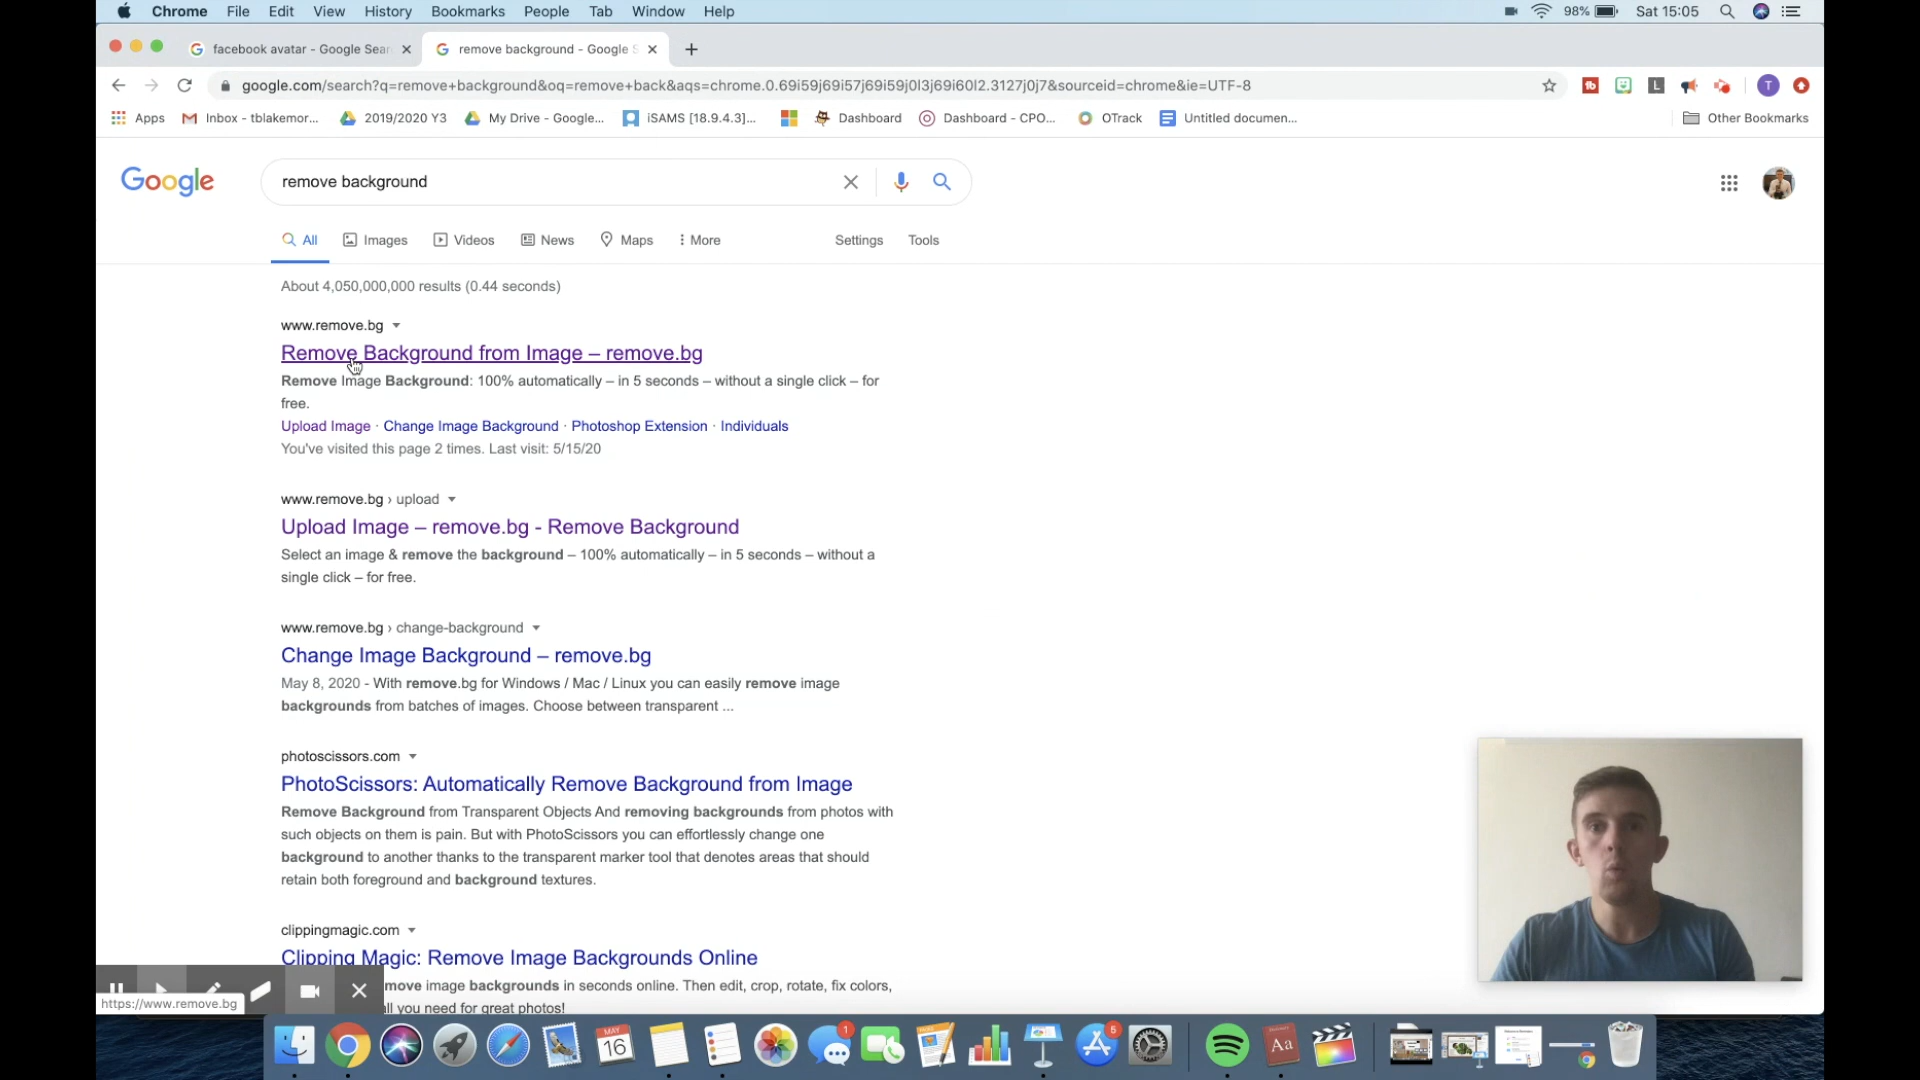 Chrome File Edit View History Bookmarks People Tab Window Help 98% Sat 15:05
facebook avatar - Google Sear
remove background - Google S
google.com/search?q=remove+background&oq=remove+back&aqs=chrome.0.69i59j69i57j69i59j0l3j69i60l2.3127j0j7&sourceid=chrome&ie=UTF-8
Apps Inbox - tblakemor... 2019/2020 Y3 My Drive - Google... iSAMS [18.9.4.3]... Dashboard Dashboard - CPO... OTrack Untitled documen... Other Bookmarks
Google remove background
All Images Videos News Maps More Settings Tools
About 4,050,000,000 results (0.44 seconds)
www.remove.bg
Remove Background from Image – remove.bg
Remove Image Background: 100% automatically – in 5 seconds – without a single click – for
free.
Upload Image · Change Image Background · Photoshop Extension · Individuals
You've visited this page 2 times. Last visit: 5/15/20
www.remove.bg › upload
Upload Image – remove.bg - Remove Background
Select an image & remove the background – 100% automatically – in 5 seconds – without a
single click – for free.
www.remove.bg › change-background
Change Image Background – remove.bg
May 8, 2020 - With remove.bg for Windows / Mac / Linux you can easily remove image
backgrounds from batches of images. Choose between transparent ...
photoscissors.com
PhotoScissors: Automatically Remove Background from Image
Remove Background from Transparent Objects And removing backgrounds from photos with
such objects on them is pain. But with PhotoScissors you can effortlessly change one
background to another thanks to the transparent marker tool that denotes areas that should
retain both foreground and background textures.
clippingmagic.com
Clipping Magic: Remove Image Backgrounds Online
move image backgrounds in seconds online. Then edit, crop, rotate, fix colors,
https://www.remove.bg
all you need for great photos!
MAY
16
1
5
Aa